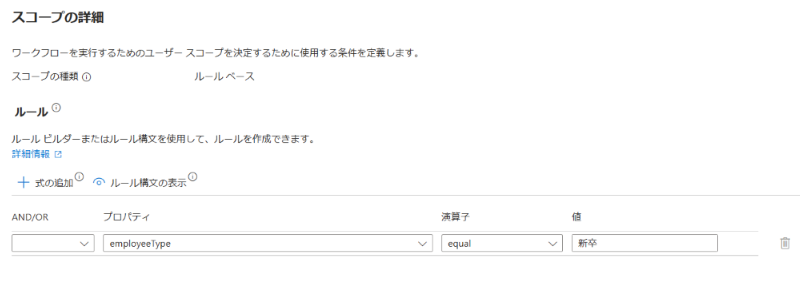 スコープの詳細
ワークフローを実行するためのユーザー スコープを決定するために使用する条件を定義します。
スコープの種類 ルール ベース
ルール
ルール ビルダーまたはルール構文を使用して、ルールを作成できます。
詳細情報
式の追加 ルール構文の表示
AND/OR プロパティ 演算子 値
employeeType equal 新卒